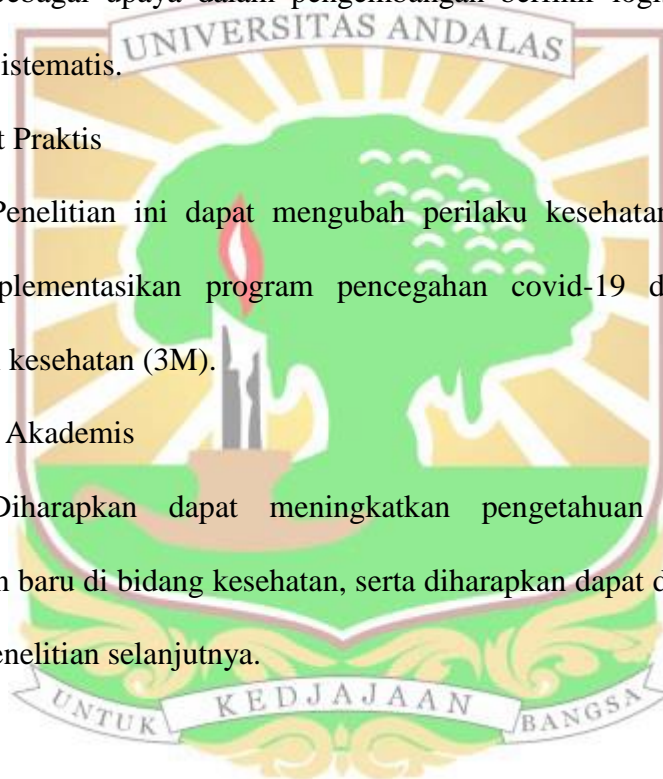 sebagai upaya dalam pengembangan berfikir logi
UNIVERSITAS ANDALAS
istematis.
t Praktis
Penelitian ini dapat mengubah perilaku kesehatan
plementasikan program pencegahan covid-19 d
kesehatan (3M).
Akademis
Diharapkan dapat meningkatkan pengetahuan
n baru di bidang kesehatan, serta diharapkan dapat d
enelitian selanjutnya.
UNTUK KEDJAJAAN BANGSA